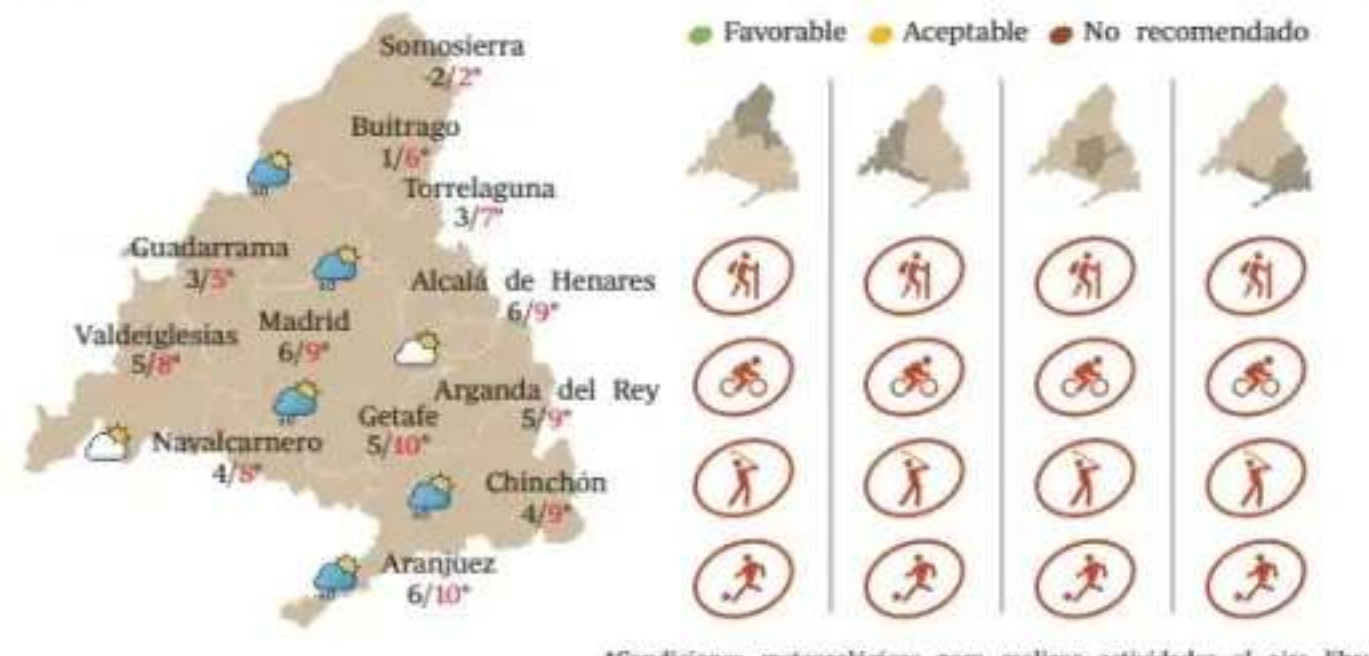 Somosierra
-2/2°
Buitrago
1/6°
Torrelaguna
3/7°
Guadarrama
3/5°
Alcalá de Henares
6/9°
Valdeiglesias
5/8°
Madrid
6/9°
Arganda del Rey
5/9°
Getafe
5/10°
Navalcarnero
4/8°
Chinchón
4/9°
Aranjuez
6/10°
Favorable Aceptable No recomendado